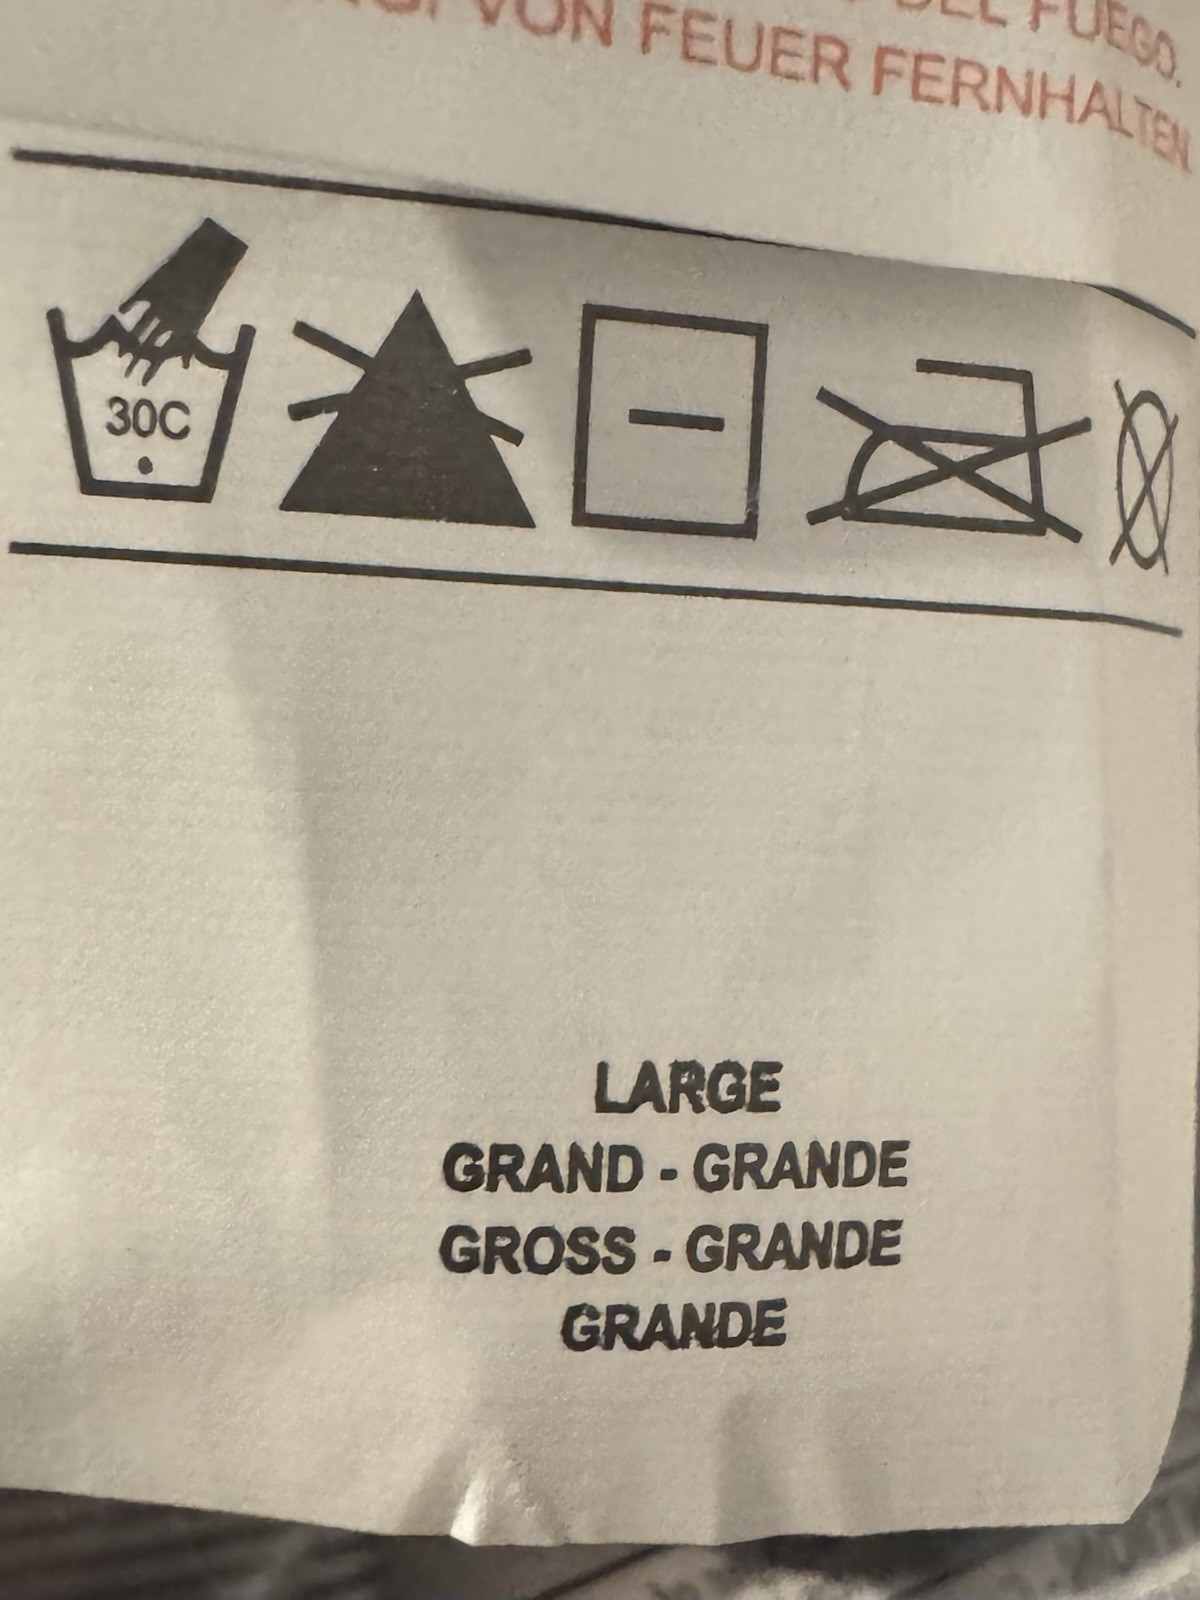 DEL FUEGO.
VON FEUER FERNHALTEN
30C
LARGE
GRAND - GRANDE
GROSS - GRANDE
GRANDE